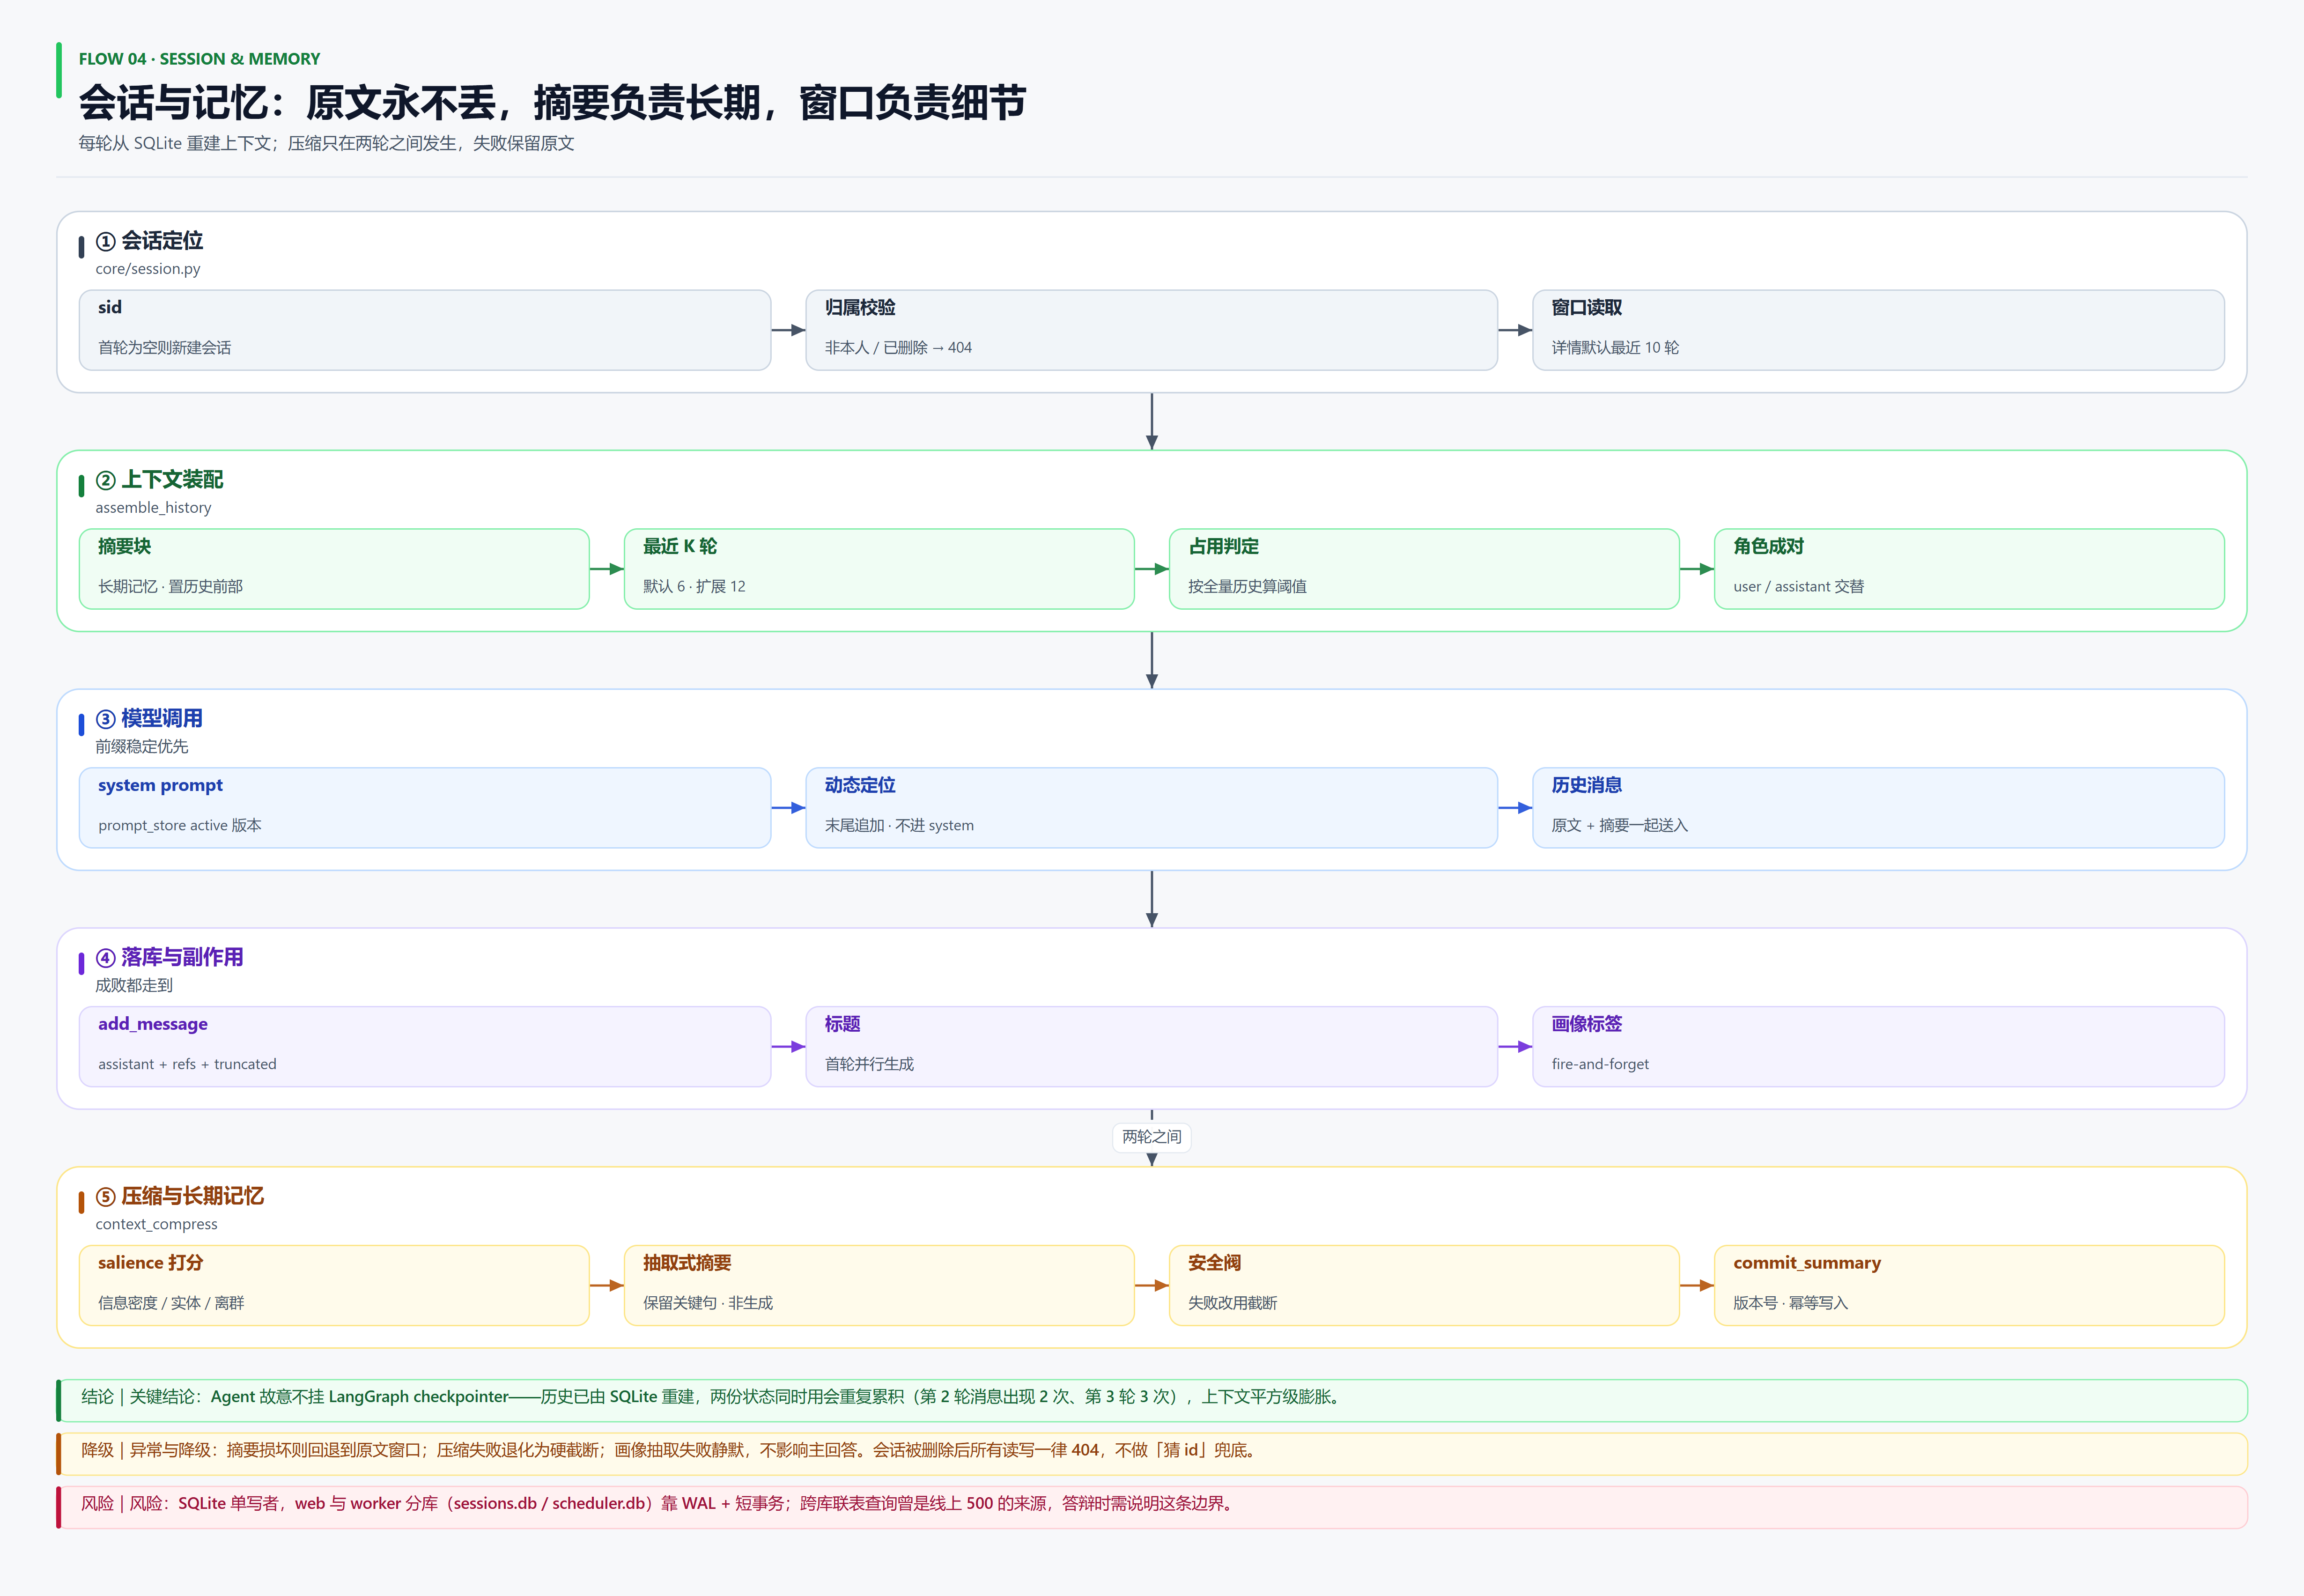 FLOW 04 · SESSION & MEMORY
会话与记忆：原文永不丢，摘要负责长期，窗口负责细节
每轮从 SQLite 重建上下文；压缩只在两轮之间发生，失败保留原文
① 会话定位
core/session.py
sid
首轮为空则新建会话
归属校验
非本人 / 已删除 → 404
窗口读取
详情默认最近 10 轮
② 上下文装配
assemble_history
摘要块
长期记忆 · 置历史前部
最近 K 轮
默认 6 · 扩展 12
占用判定
按全量历史算阈值
角色成对
user / assistant 交替
③ 模型调用
前缀稳定优先
system prompt
prompt_store active 版本
动态定位
末尾追加 · 不进 system
历史消息
原文 + 摘要一起送入
④ 落库与副作用
成败都走到
add_message
assistant + refs + truncated
标题
首轮并行生成
画像标签
fire-and-forget
两轮之间
⑤ 压缩与长期记忆
context_compress
salience 打分
信息密度 / 实体 / 离群
抽取式摘要
保留关键句 · 非生成
安全阀
失败改用截断
commit_summary
版本号 · 幂等写入
结论｜关键结论：Agent 故意不挂 LangGraph checkpointer——历史已由 SQLite 重建，两份状态同时用会重复累积（第 2 轮消息出现 2 次、第 3 轮 3 次），上下文平方级膨胀。
降级｜异常与降级：摘要损坏则回退到原文窗口；压缩失败退化为硬截断；画像抽取失败静默，不影响主回答。会话被删除后所有读写一律 404，不做「猜 id」兜底。
风险｜风险：SQLite 单写者，web 与 worker 分库（sessions.db / scheduler.db）靠 WAL + 短事务；跨库联表查询曾是线上 500 的来源，答辩时需说明这条边界。